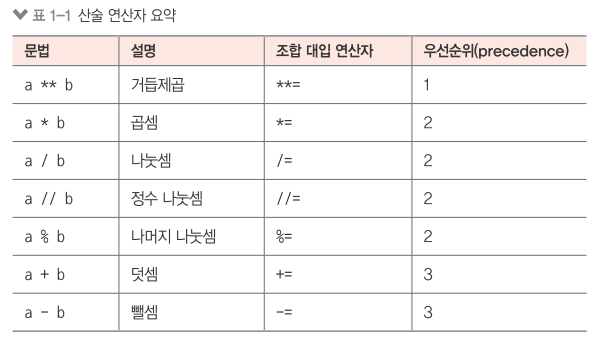 표 1-1 산술 연산자 요약
문법 설명 조합 대입 연산자 우선순위(precedence)
a ** b 거듭제곱 **= 1
a * b 곱셈 *= 2
a / b 나눗셈 /= 2
a // b 정수 나눗셈 //= 2
a % b 나머지 나눗셈 %= 2
a + b 덧셈 += 3
a - b 뺄셈 -= 3